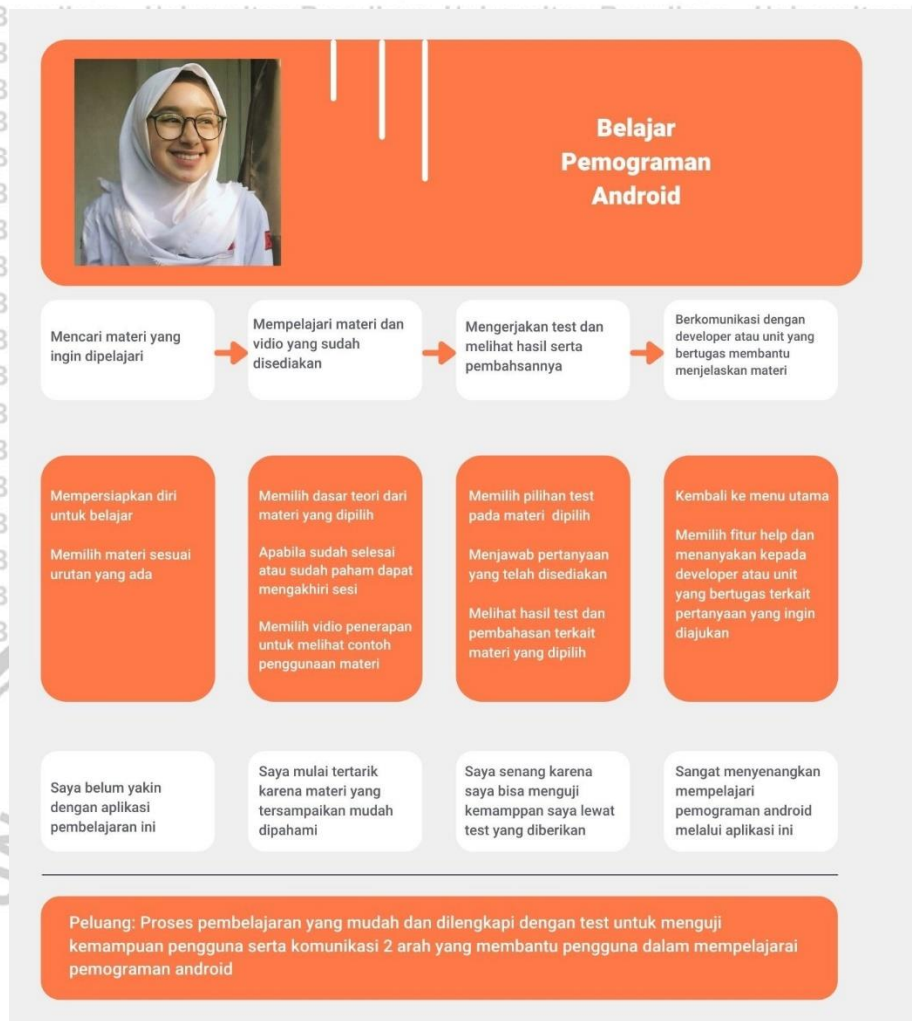 Belajar
Pemograman
Android
Mencari materi yang
ingin dipelajari
Mempelajari materi dan
vidio yang sudah
disediakan
Mengerjakan test dan
melihat hasil serta
pembahsannya
Berkomunikasi dengan
developer atau unit yang
bertugas membantu
menjelaskan materi
Mempersiapkan diri
untuk belajar
Memilih materi sesuai
urutan yang ada
Memilih dasar teori dari
materi yang dipilih
Apabila sudah selesai
atau sudah paham dapat
mengakhiri sesi
Memilih vidio penerapan
untuk melihat contoh
penggunaan materi
Memilih pilihan test
pada materi dipilih
Menjawab pertanyaan
yang telah disediakan
Melihat hasil test dan
pembahasan terkait
materi yang dipilih
Kembali ke menu utama
Memilih fitur help dan
menanyakan kepada
developer atau unit
yang bertugas terkait
pertanyaan yang ingin
diajukan
Saya belum yakin
dengan aplikasi
pembelajaran ini
Saya mulai tertarik
karena materi yang
tersampaikan mudah
dipahami
Saya senang karena
saya bisa menguji
kemamppan saya lewat
test yang diberikan
Sangat menyenangkan
mempelajari
pemograman android
melalui aplikasi ini
Peluang: Proses pembelajaran yang mudah dan dilengkapi dengan test untuk menguji
kemampuan pengguna serta komunikasi 2 arah yang membantu pengguna dalam mempelajarai
pemograman android